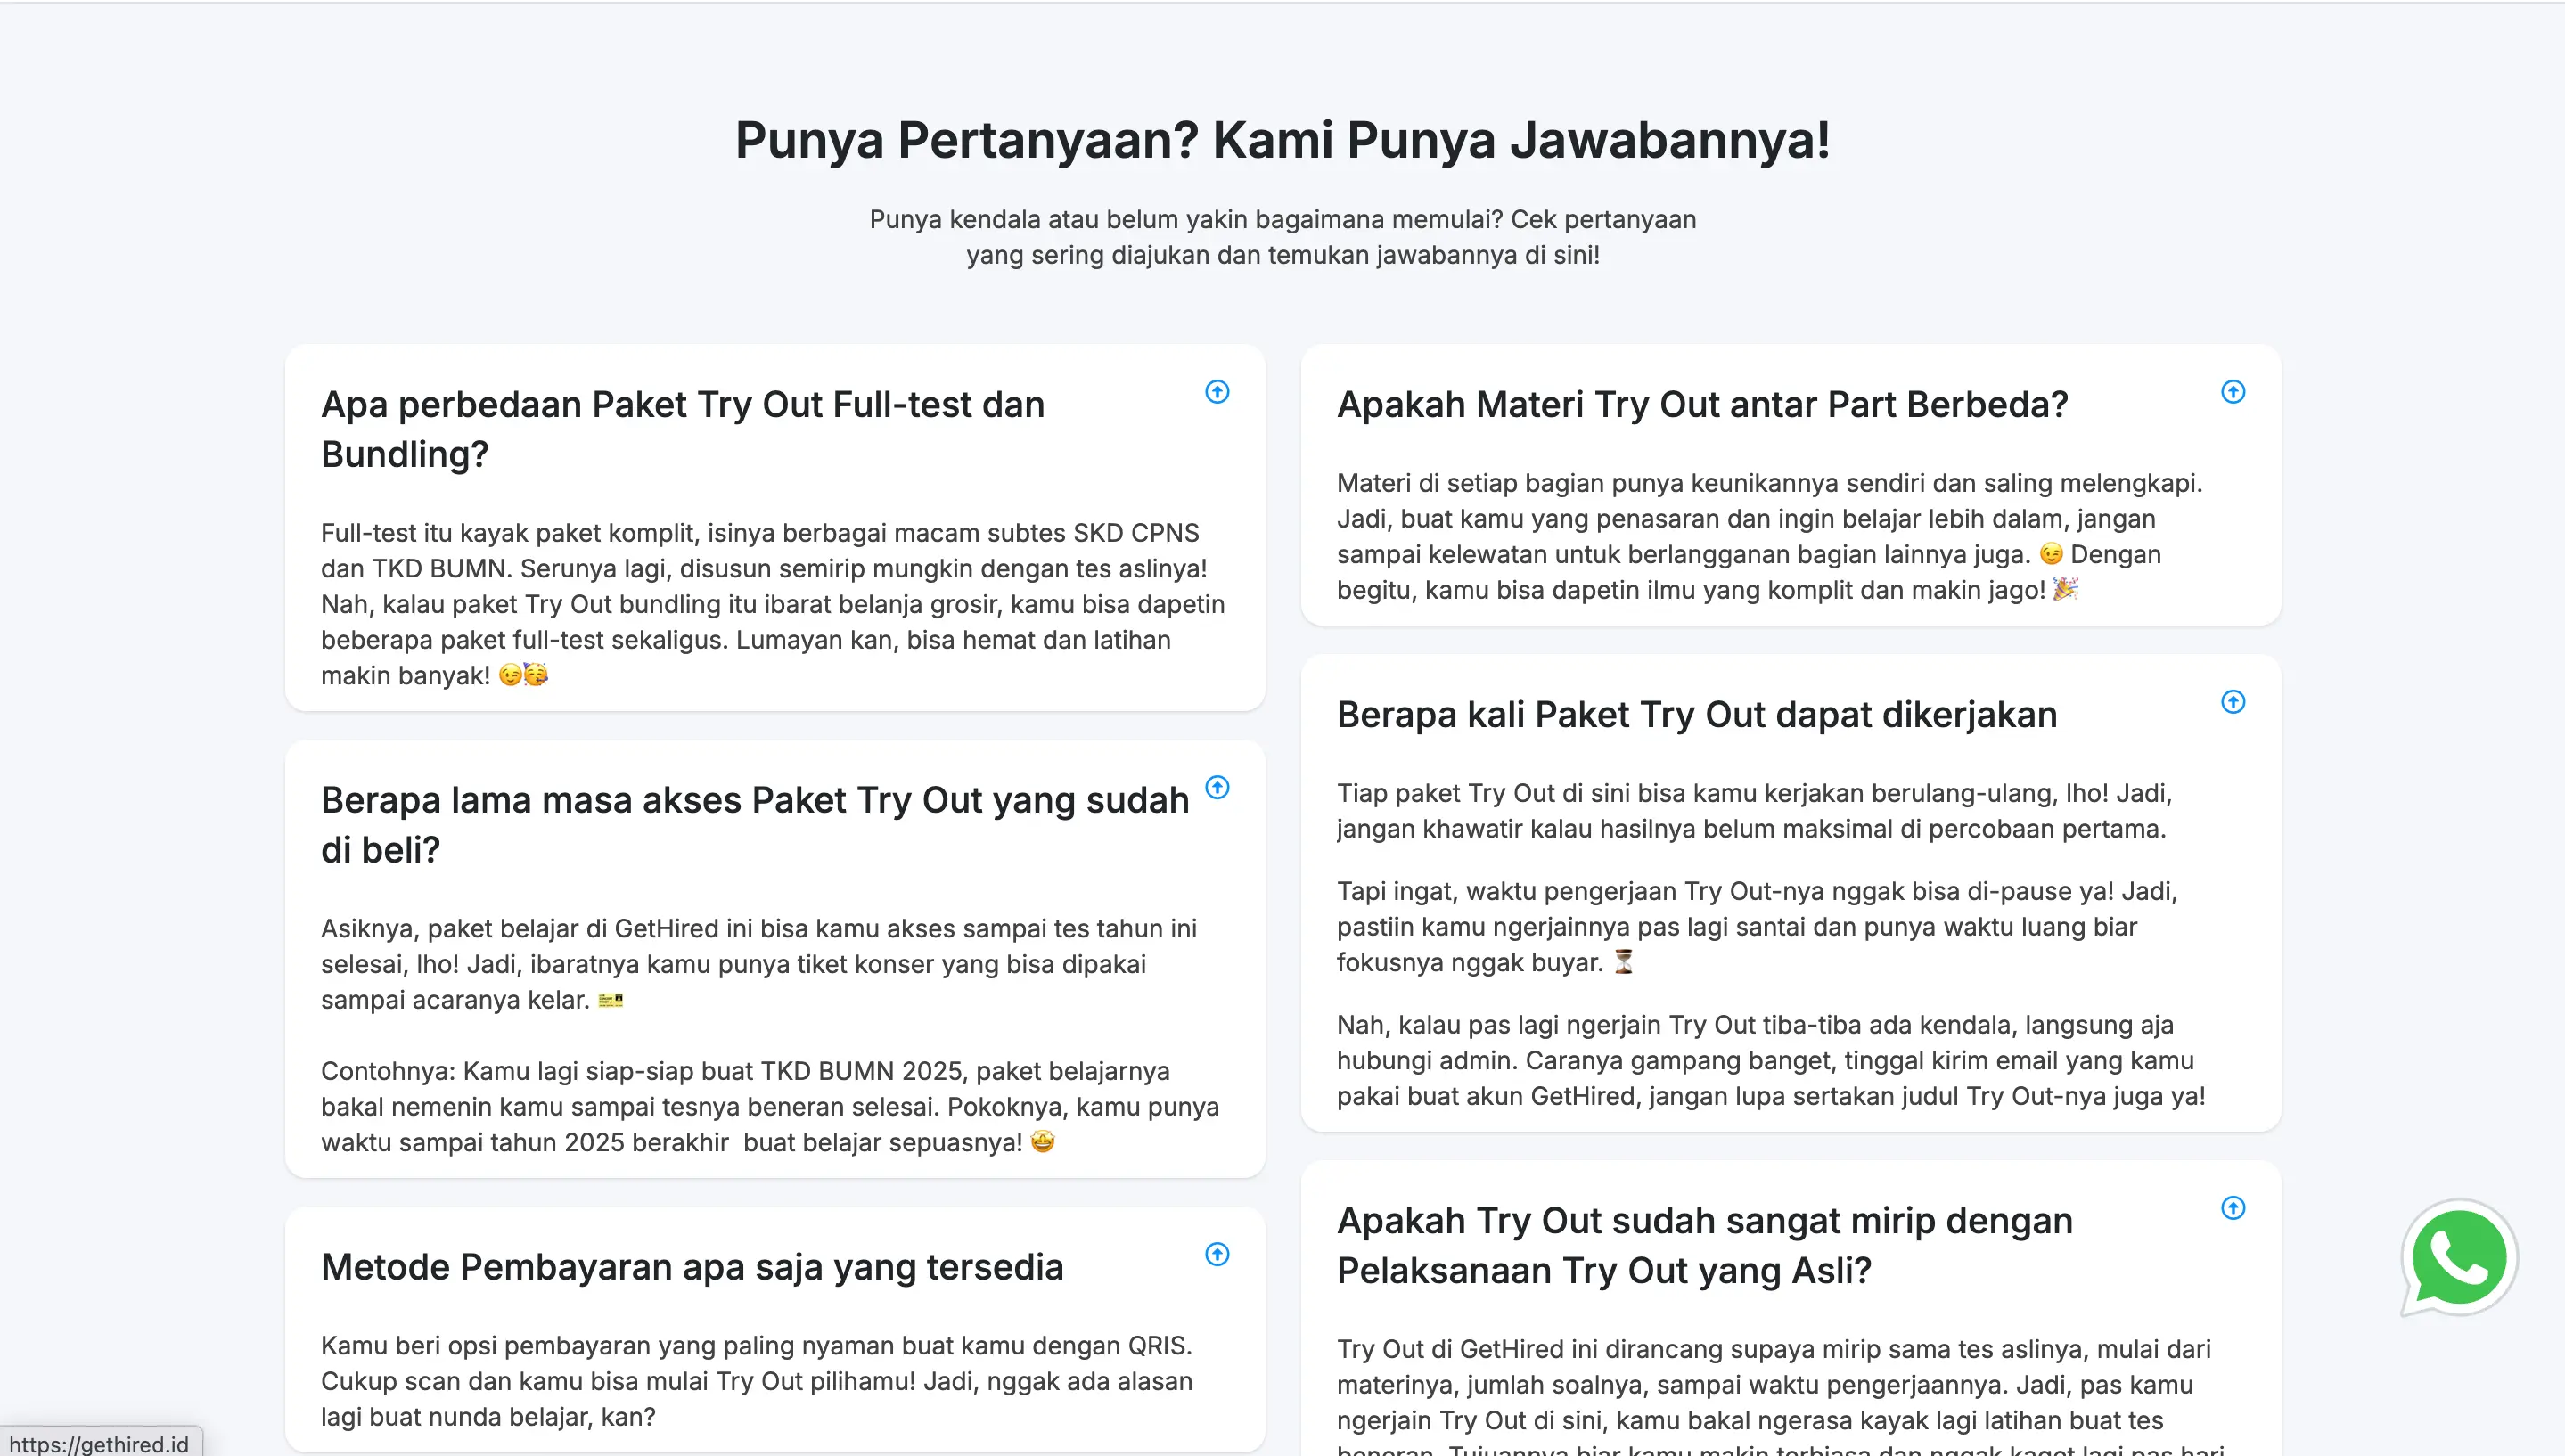 Punya Pertanyaan? Kami Punya Jawabannya!
Punya kendala atau belum yakin bagaimana memulai? Cek pertanyaan
yang sering diajukan dan temukan jawabannya di sini!
Apa perbedaan Paket Try Out Full-test dan
Bundling?
Full-test itu kayak paket komplit, isinya berbagai macam subtes SKD CPNS
dan TKD BUMN. Serunya lagi, disusun semirip mungkin dengan tes aslinya!
Nah, kalau paket Try Out bundling itu ibarat belanja grosir, kamu bisa dapetin
beberapa paket full-test sekaligus. Lumayan kan, bisa hemat dan latihan
makin banyak! 😉🥳
Berapa lama masa akses Paket Try Out yang sudah
di beli?
Asiknya, paket belajar di GetHired ini bisa kamu akses sampai tes tahun ini
selesai, lho! Jadi, ibaratnya kamu punya tiket konser yang bisa dipakai
sampai acaranya kelar. 🎫
Contohnya: Kamu lagi siap-siap buat TKD BUMN 2025, paket belajarnya
bakal nemenin kamu sampai tesnya beneran selesai. Pokoknya, kamu punya
waktu sampai tahun 2025 berakhir  buat belajar sepuasnya! 🤩
Metode Pembayaran apa saja yang tersedia
Kamu beri opsi pembayaran yang paling nyaman buat kamu dengan QRIS.
Cukup scan dan kamu bisa mulai Try Out pilihamu! Jadi, nggak ada alasan
lagi buat nunda belajar, kan?
Apakah Materi Try Out antar Part Berbeda?
Materi di setiap bagian punya keunikannya sendiri dan saling melengkapi.
Jadi, buat kamu yang penasaran dan ingin belajar lebih dalam, jangan
sampai kelewatan untuk berlangganan bagian lainnya juga. 😉 Dengan
begitu, kamu bisa dapetin ilmu yang komplit dan makin jago! 🎉
Berapa kali Paket Try Out dapat dikerjakan
Tiap paket Try Out di sini bisa kamu kerjakan berulang-ulang, lho! Jadi,
jangan khawatir kalau hasilnya belum maksimal di percobaan pertama.
Tapi ingat, waktu pengerjaan Try Out-nya nggak bisa di-pause ya! Jadi,
pastiin kamu ngerjainnya pas lagi santai dan punya waktu luang biar
fokusnya nggak buyar. ⏳
Nah, kalau pas lagi ngerjain Try Out tiba-tiba ada kendala, langsung aja
hubungi admin. Caranya gampang banget, tinggal kirim email yang kamu
pakai buat akun GetHired, jangan lupa sertakan judul Try Out-nya juga ya!
Apakah Try Out sudah sangat mirip dengan
Pelaksanaan Try Out yang Asli?
Try Out di GetHired ini dirancang supaya mirip sama tes aslinya, mulai dari
materinya, jumlah soalnya, sampai waktu pengerjaannya. Jadi, pas kamu
ngerjain Try Out di sini, kamu bakal ngerasa kayak lagi latihan buat tes
beneran. Tujuannya biar kamu makin terbiasa dan nggak kaget lagi pas hari
https://gethired.id